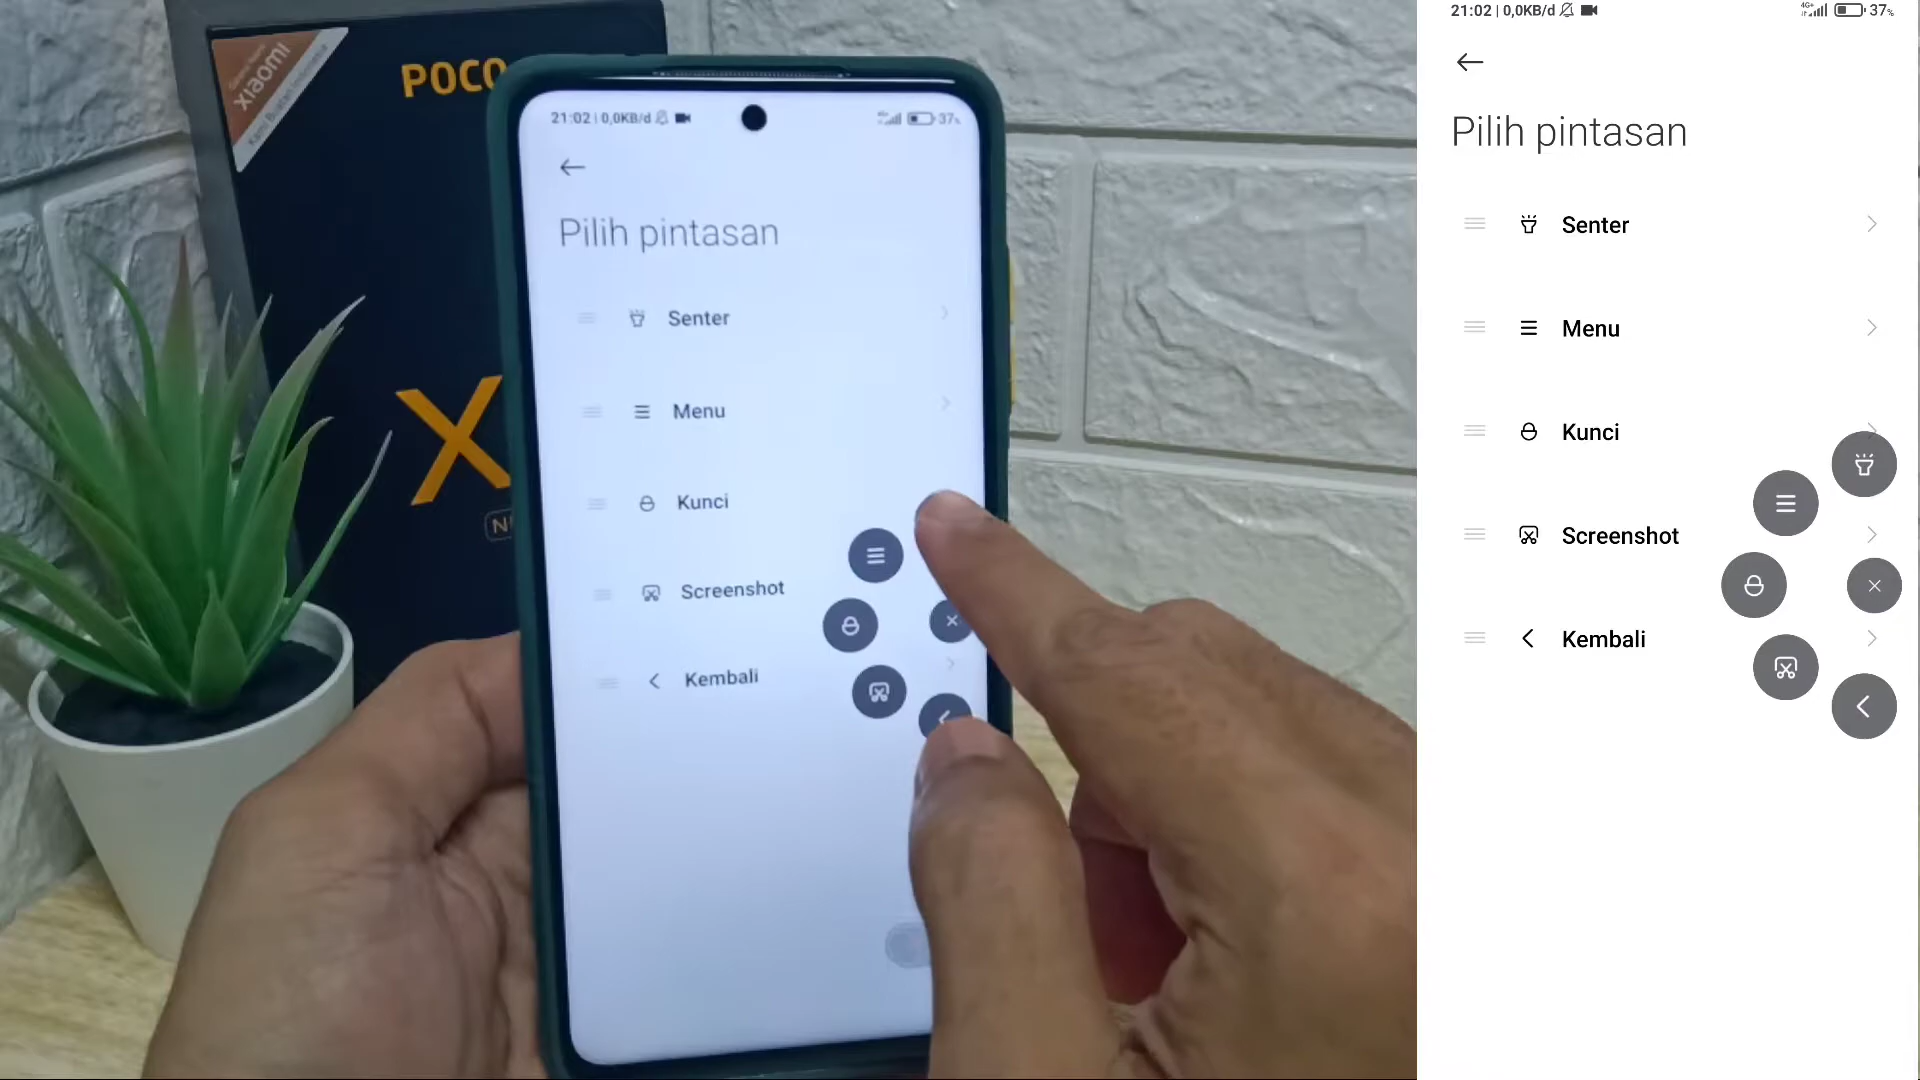 xiaomi
POCO
X
21:02 | 0,0KB/d
37%
Pilih pintasan
Senter
Menu
Kunci
Screenshot
Kembali
21:02 | 0,0KB/d
4G+
37%
Pilih pintasan
Senter
Menu
Kunci
Screenshot
Kembali